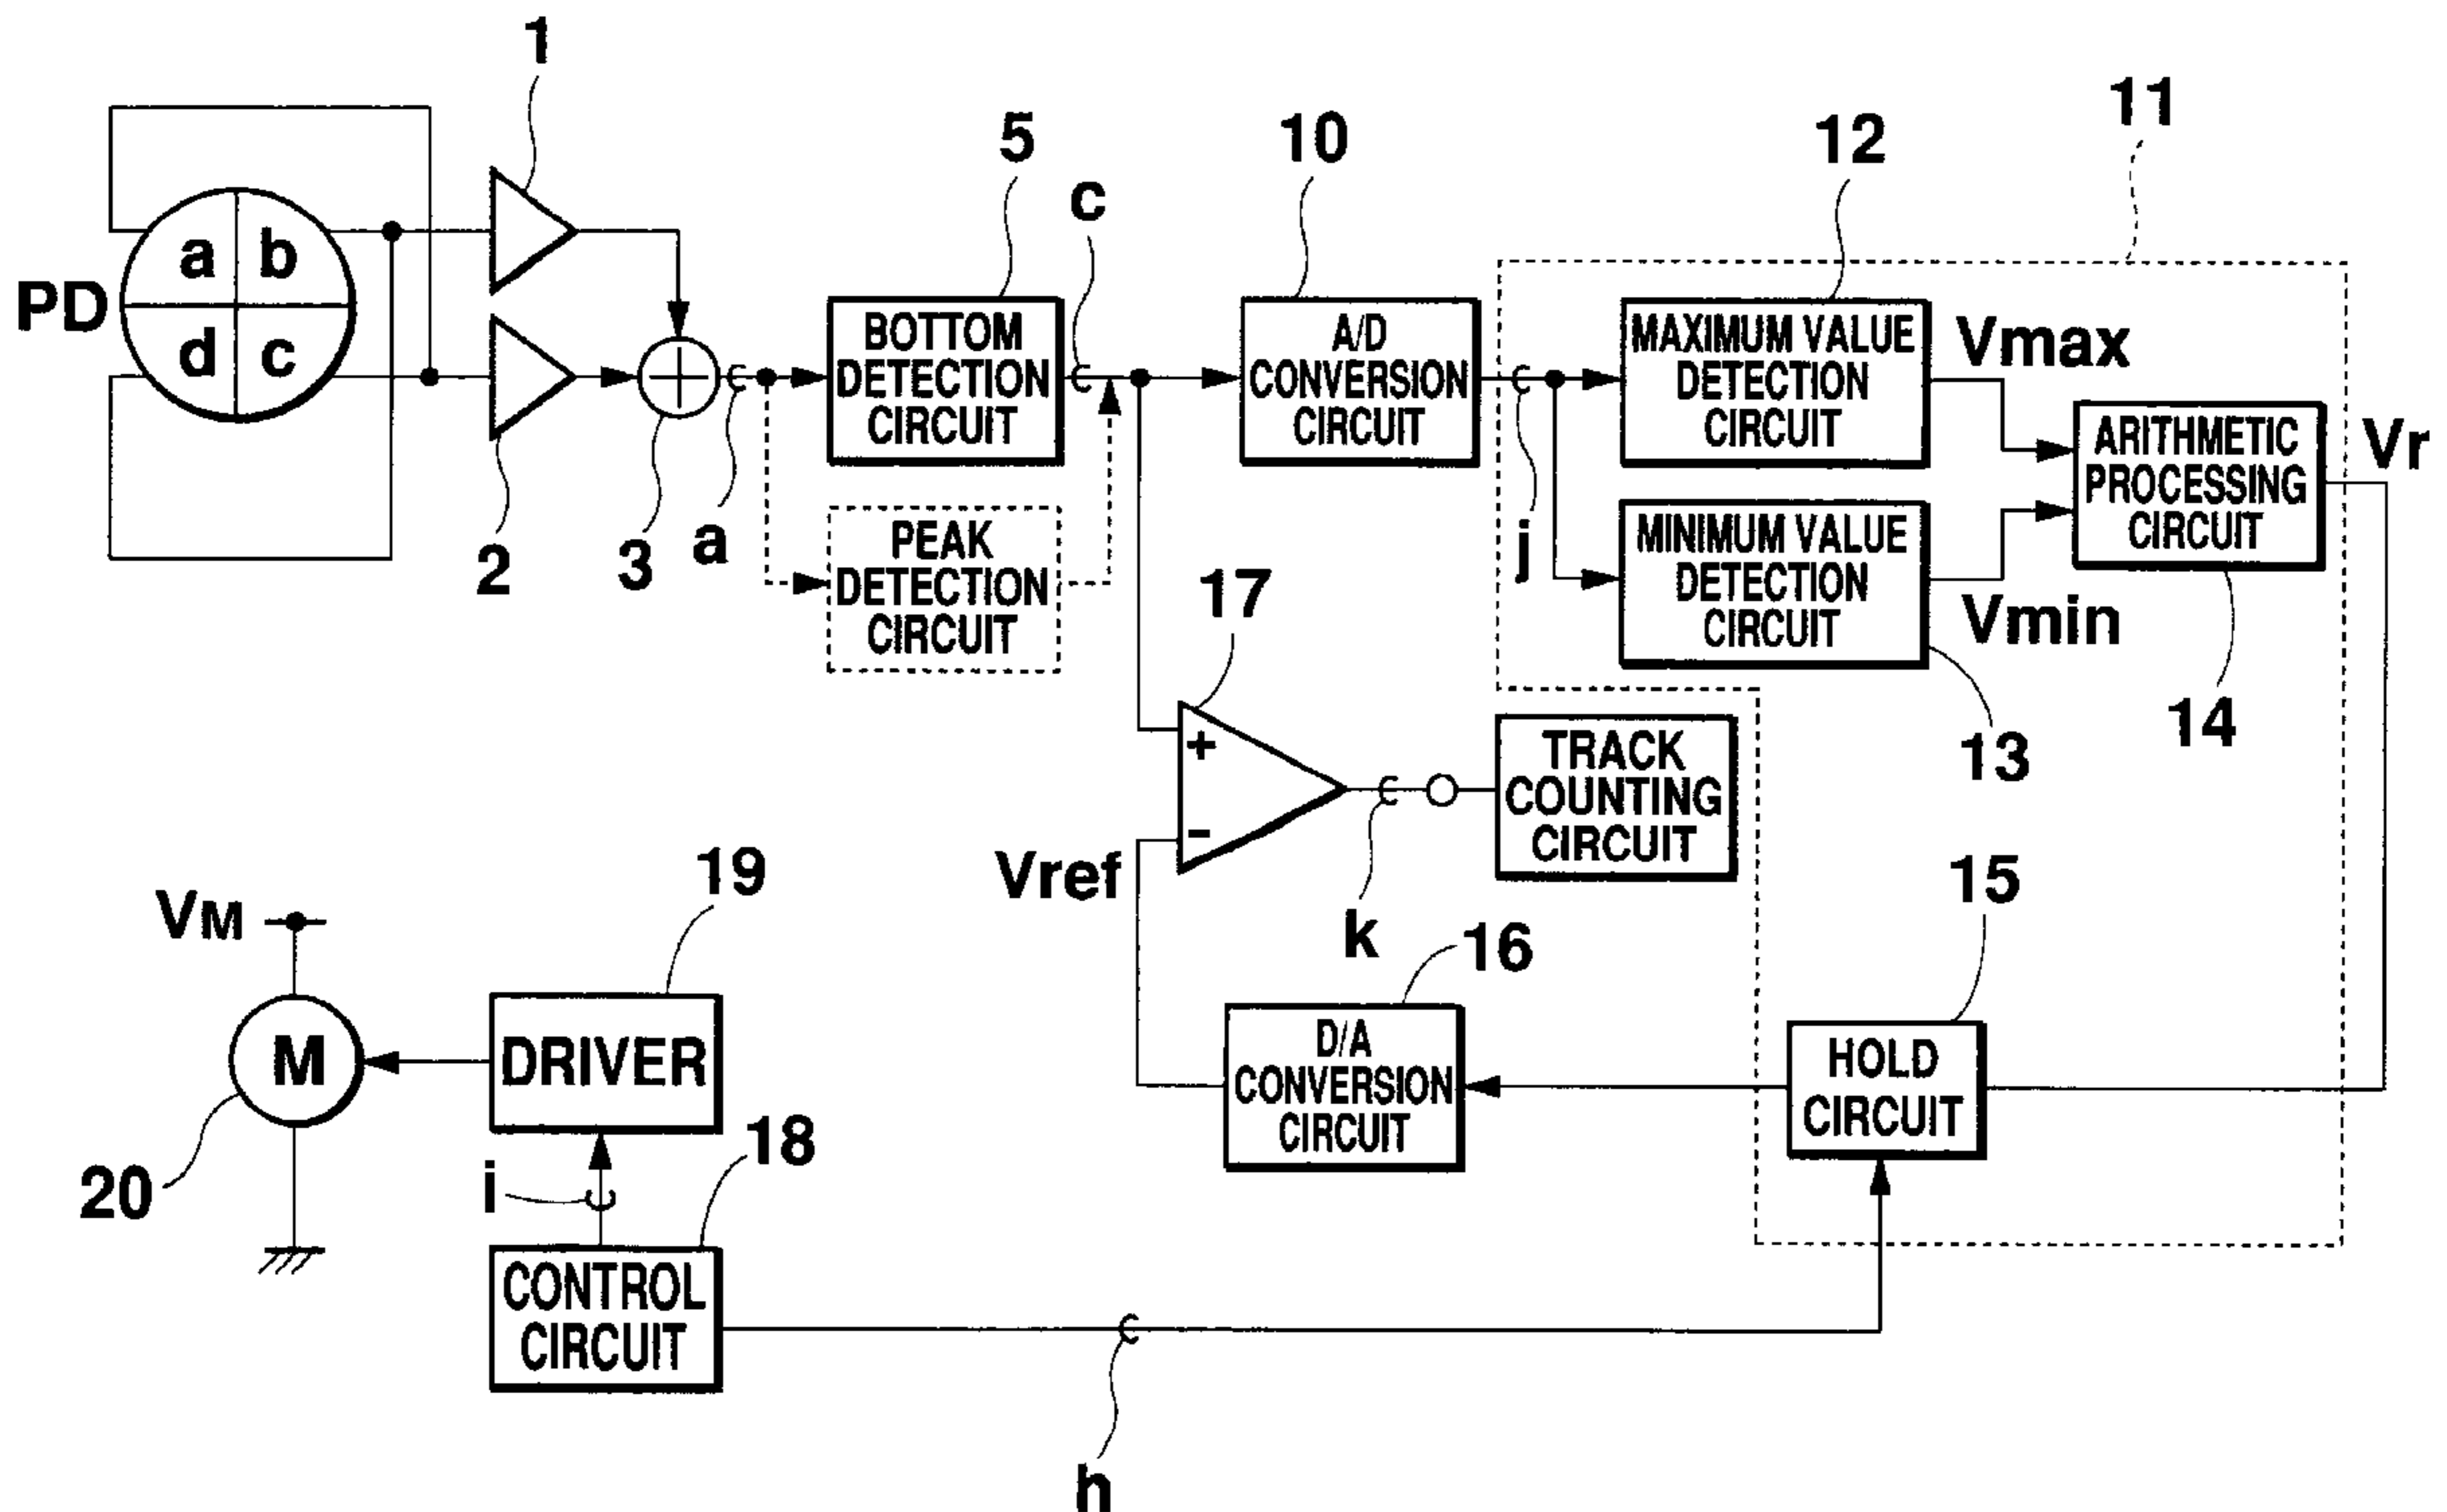 1
5
10
12
11
c
a b
PD
d c
BOTTOM
DETECTION
CIRCUIT
A/D
CONVERSION
CIRCUIT
MAXIMUM VALUE
DETECTION
CIRCUIT
Vmax
ARITHMETIC
PROCESSING
CIRCUIT
Vr
2
3
a
PEAK
DETECTION
CIRCUIT
j
MINIMUM VALUE
DETECTION
CIRCUIT
Vmin
17
13
14
+
-
TRACK
COUNTING
CIRCUIT
Vref
k
16
15
VM
19
M
DRIVER
D/A
CONVERSION
CIRCUIT
HOLD
CIRCUIT
20
i
18
CONTROL
CIRCUIT
h